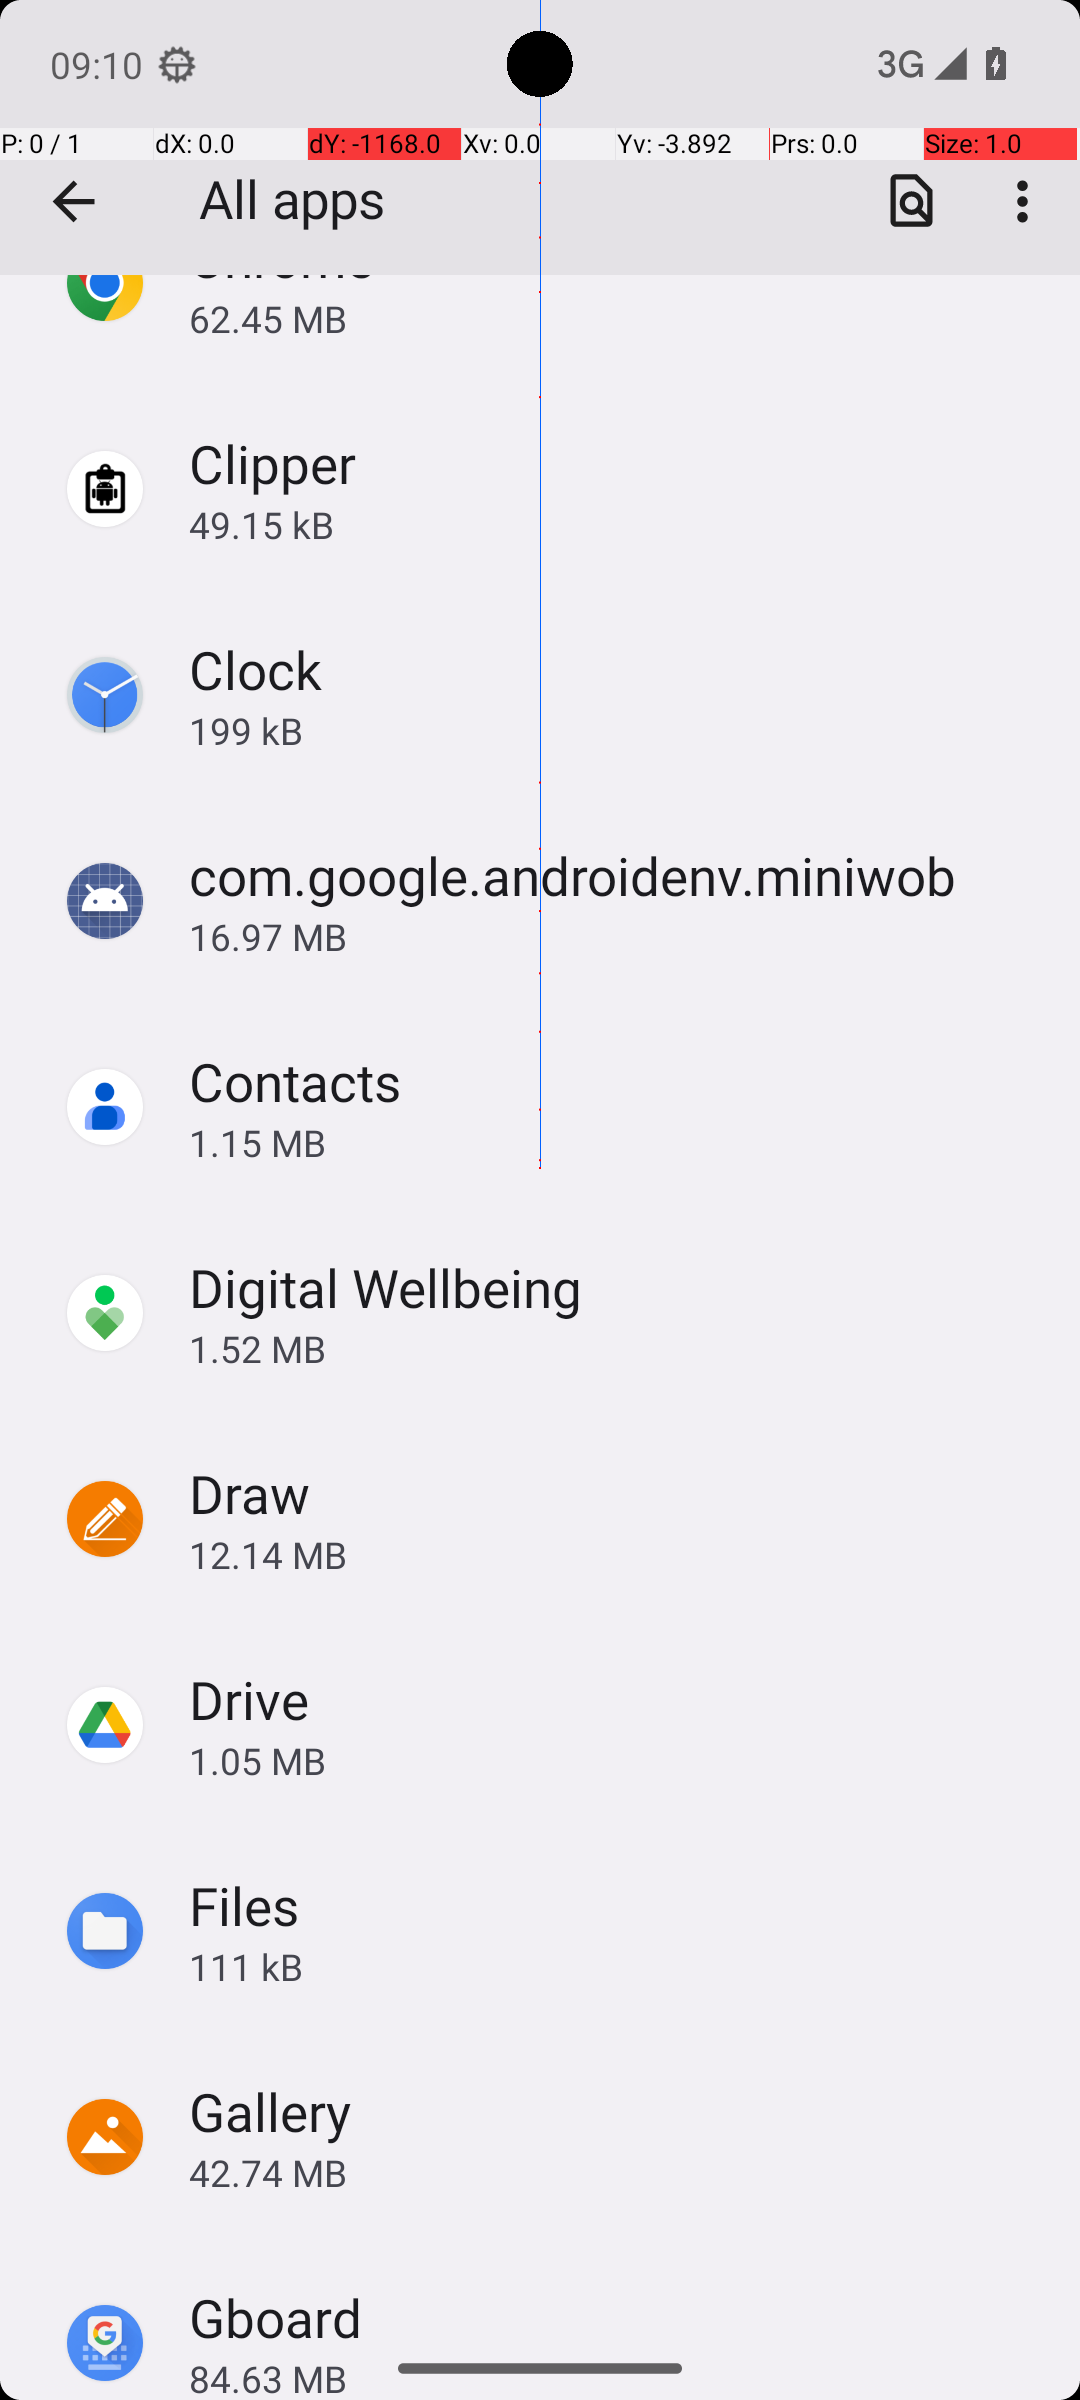 09:10
3G
P: 0 / 1 dX: 0.0 dY: -1168.0 Xv: 0.0 Yv: -3.892 Prs: 0.0 Size: 1.0
All apps
Chrome
62.45 MB
Clipper
49.15 kB
Clock
199 kB
com.google.androidenv.miniwob
16.97 MB
Contacts
1.15 MB
Digital Wellbeing
1.52 MB
Draw
12.14 MB
Drive
1.05 MB
Files
111 kB
Gallery
42.74 MB
Gboard
84.63 MB